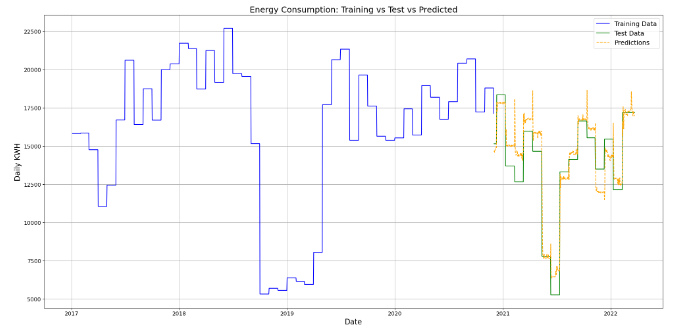 Energy Consumption: Training vs Test vs Predicted
Training Data
Test Data
Predictions
Daily KWH
22500
20000
17500
15000
12500
10000
7500
5000
2017
2018
2019
2020
2021
2022
Date